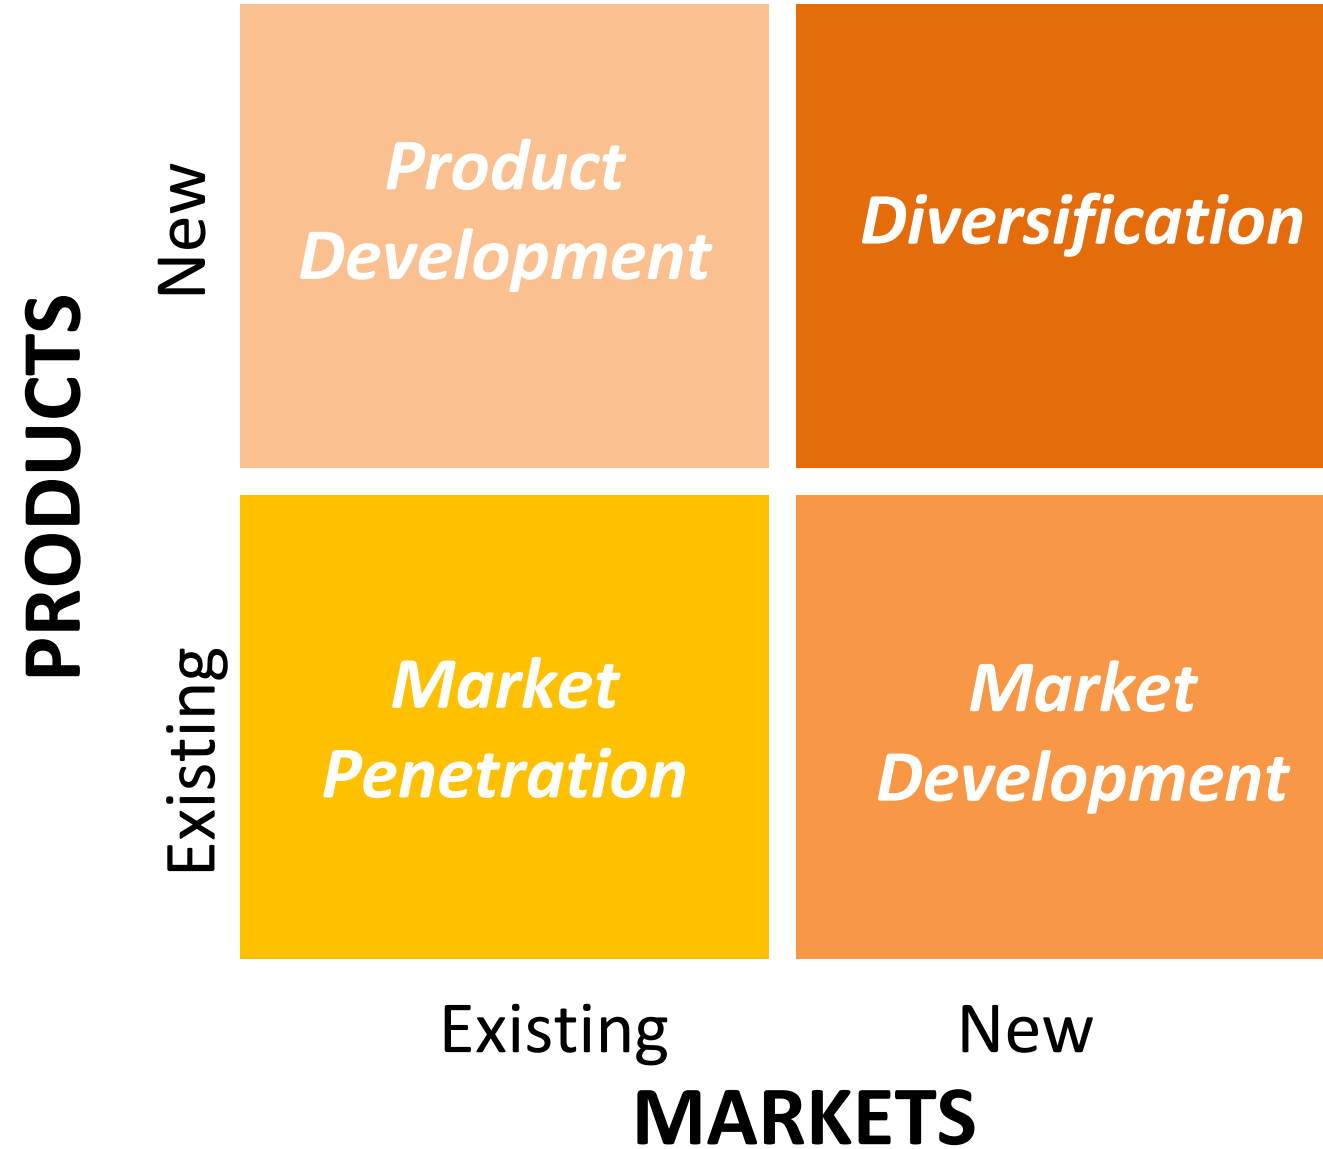 PRODUCTS
New
Product
Development
Diversification
Existing
Market
Penetration
Market
Development
Existing
New
MARKETS